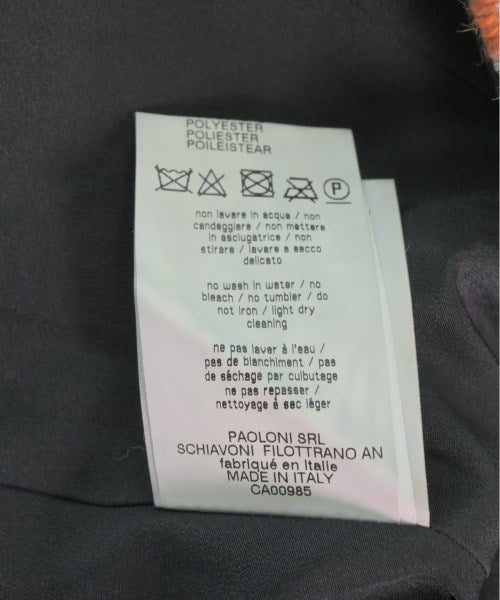 POLYESTER
POLIESTER
POILEISTEAR
P
non lavare in acqua / non
candeggiare / non mettere
in asciugatrice / non
stirare / lavare a secco
delicato
no wash in water / no
bleach / no tumbler / do
not iron / light dry
cleaning
ne pas laver à l'eau /
pas de blanchiment / pas
de séchage par culbutage
ne pas repasser /
nettoyage à sec léger
PAOLONI SRL
SCHIAVONI FILOTTRANO AN
fabriqué en Italie
MADE IN ITALY
CA00985